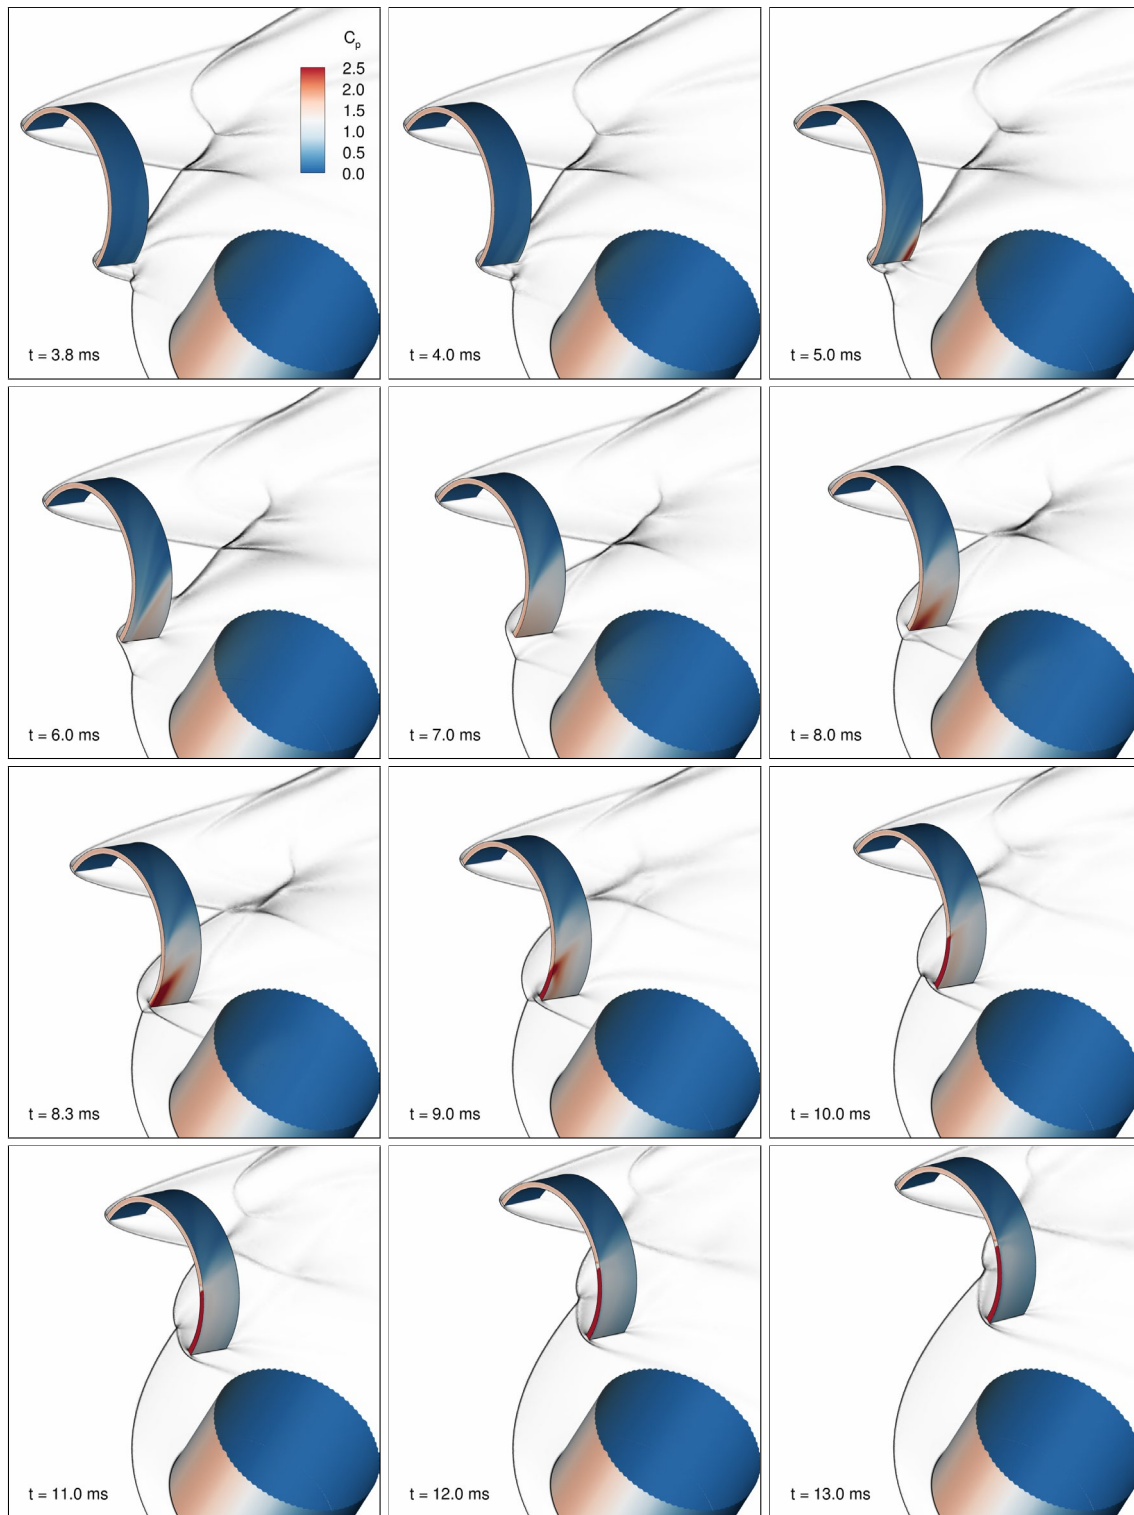 Cp
2.5
2.0
1.5
1.0
0.5
0.0
t = 3.8 ms
t = 4.0 ms
t = 5.0 ms
t = 6.0 ms
t = 7.0 ms
t = 8.0 ms
t = 8.3 ms
t = 9.0 ms
t = 10.0 ms
t = 11.0 ms
t = 12.0 ms
t = 13.0 ms